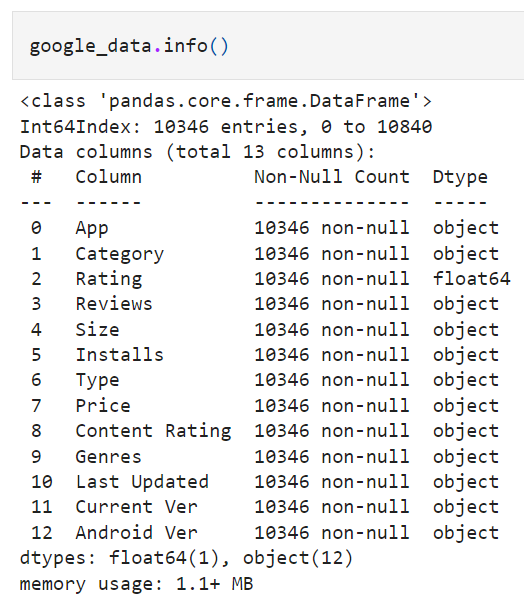 google_data.info()
<class 'pandas.core.frame.DataFrame'>
Int64Index: 10346 entries, 0 to 10840
Data columns (total 13 columns):
 #   Column          Non-Null Count  Dtype
---  ------          --------------  -----
 0   App             10346 non-null  object
 1   Category        10346 non-null  object
 2   Rating          10346 non-null  float64
 3   Reviews         10346 non-null  object
 4   Size            10346 non-null  object
 5   Installs        10346 non-null  object
 6   Type            10346 non-null  object
 7   Price           10346 non-null  object
 8   Content Rating  10346 non-null  object
 9   Genres          10346 non-null  object
 10  Last Updated    10346 non-null  object
 11  Current Ver     10346 non-null  object
 12  Android Ver     10346 non-null  object
dtypes: float64(1), object(12)
memory usage: 1.1+ MB